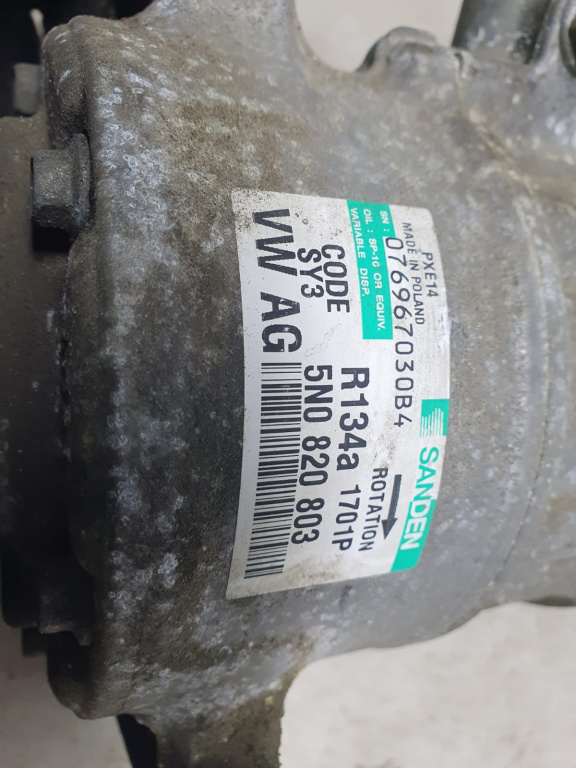 PXE14
MADE IN POLAND
SN: 076967030B4
OIL: SP-10 OR EQUIV.
VARIABLE DISP.
SANDEN
ROTATION
CODE R134a 1701P
SY3 5N0 820 803
VW AG